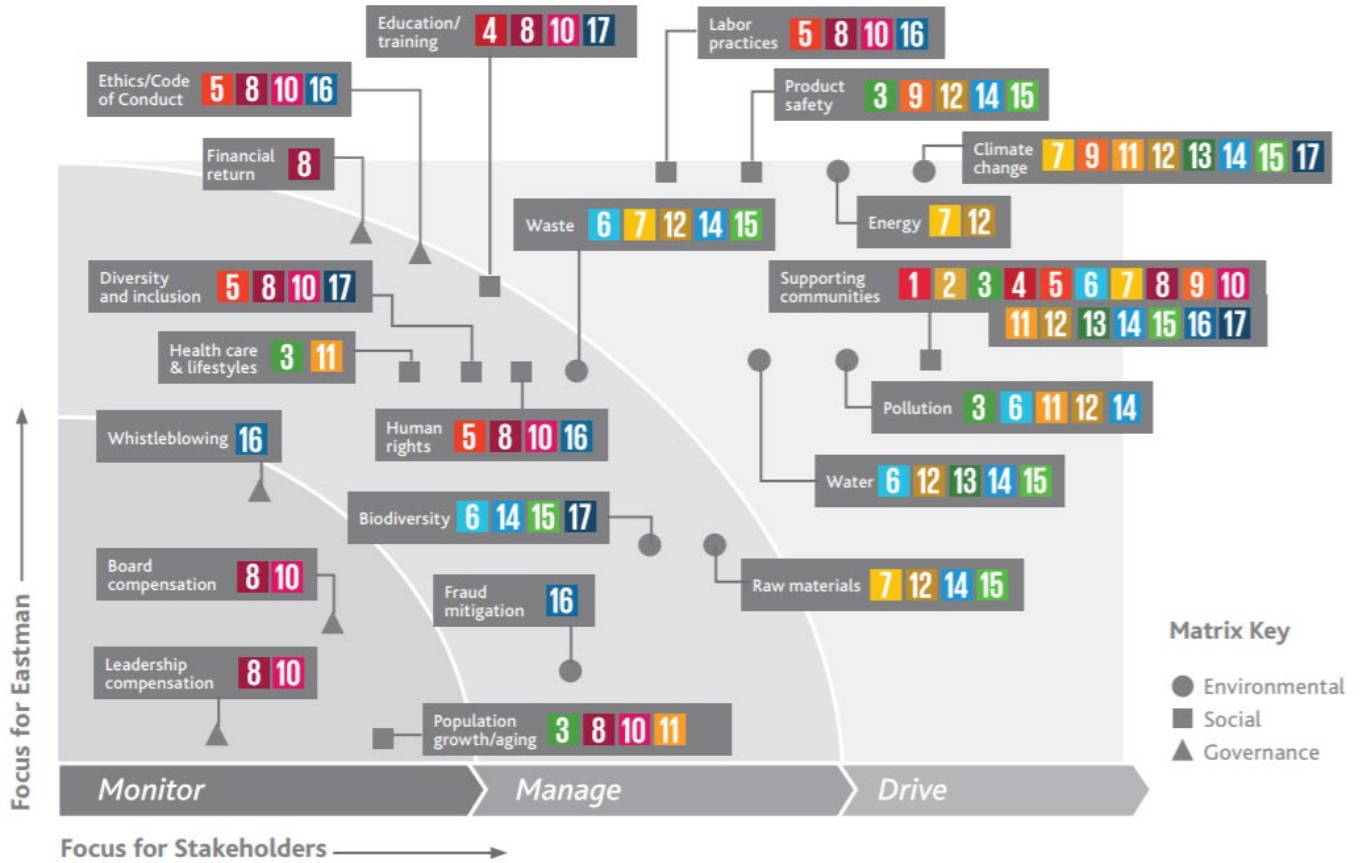 Education/
training 4 8 10 17
Labor
practices 5 8 10 16
Ethics/Code
of Conduct 5 8 10 16
Product
safety 3 9 12 14 15
Financial
return 8
Climate
change 7 9 11 12 13 14 15 17
Waste 6 7 12 14 15
Energy 7 12
Diversity
and inclusion 5 8 10 17
Supporting
communities 1 2 3 4 5 6 7 8 9 10
11 12 13 14 15 16 17
Health care
& lifestyles 3 11
Pollution 3 6 11 12 14
Whistleblowing 16
Human
rights 5 8 10 16
Water 6 12 13 14 15
Biodiversity 6 14 15 17
Board
compensation 8 10
Fraud
mitigation 16
Raw materials 7 12 14 15
Leadership
compensation 8 10
Population
growth/aging 3 8 10 11
Matrix Key
Environmental
Social
Governance
Focus for Eastman
Monitor
Manage
Drive
Focus for Stakeholders